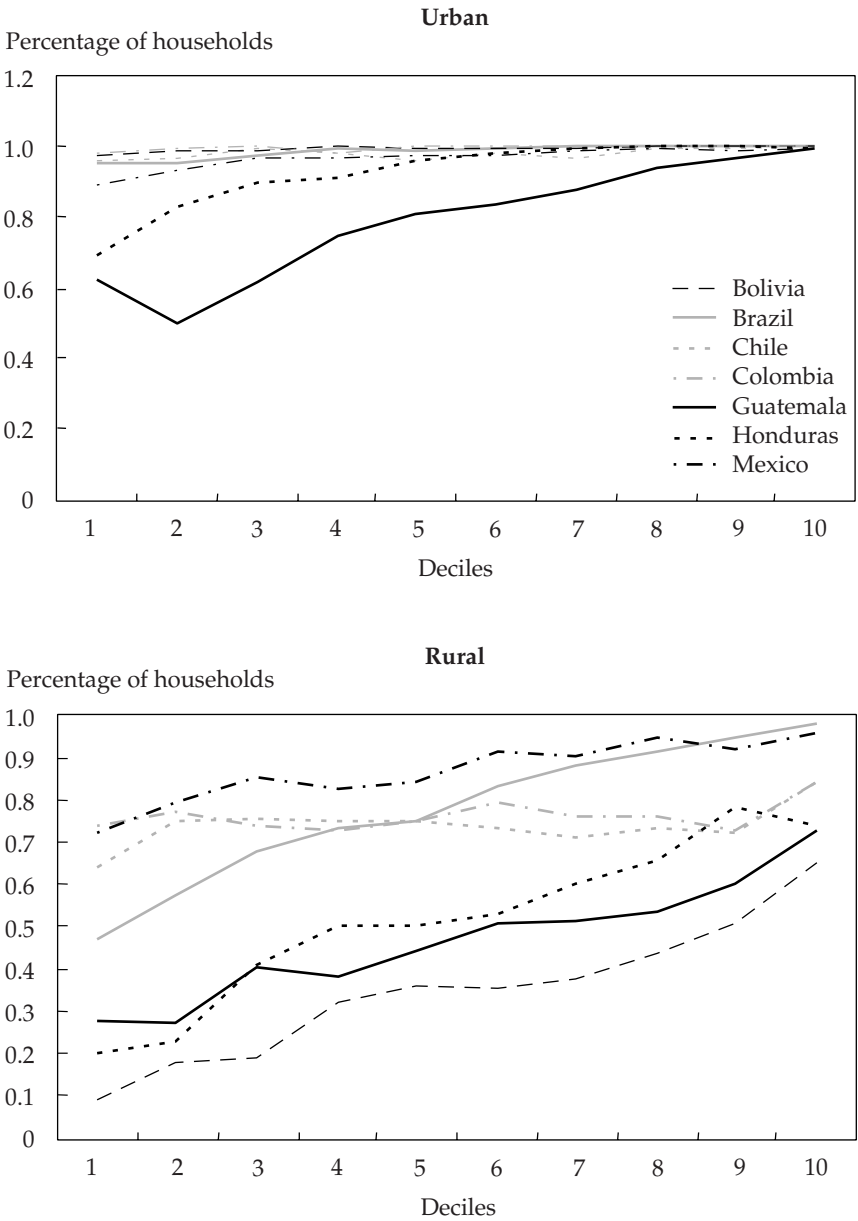 Urban
Percentage of households
1.2
1.0
0.8
0.6
0.4
0.2
0
Bolivia
Brazil
Chile
Colombia
Guatemala
Honduras
Mexico
1 2 3 4 5 6 7 8 9 10
Deciles
Rural
Percentage of households
1.0
0.9
0.8
0.7
0.6
0.5
0.4
0.3
0.2
0.1
0
1 2 3 4 5 6 7 8 9 10
Deciles